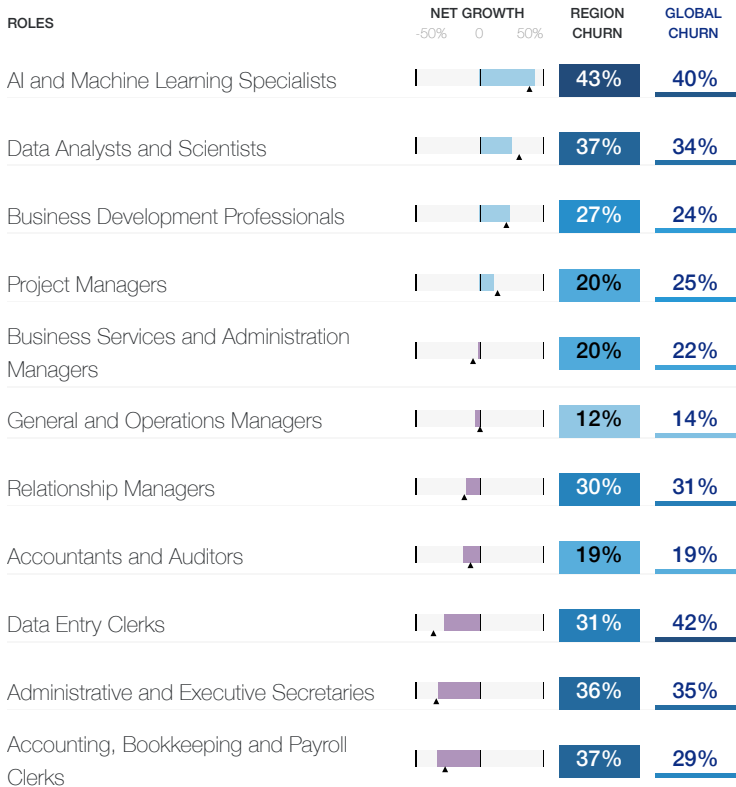 ROLES
NET GROWTH
REGION CHURN
GLOBAL CHURN
-50% 0 50%
AI and Machine Learning Specialists 43% 40%
Data Analysts and Scientists 37% 34%
Business Development Professionals 27% 24%
Project Managers 20% 25%
Business Services and Administration
Managers 20% 22%
General and Operations Managers 12% 14%
Relationship Managers 30% 31%
Accountants and Auditors 19% 19%
Data Entry Clerks 31% 42%
Administrative and Executive Secretaries 36% 35%
Accounting, Bookkeeping and Payroll
Clerks 37% 29%